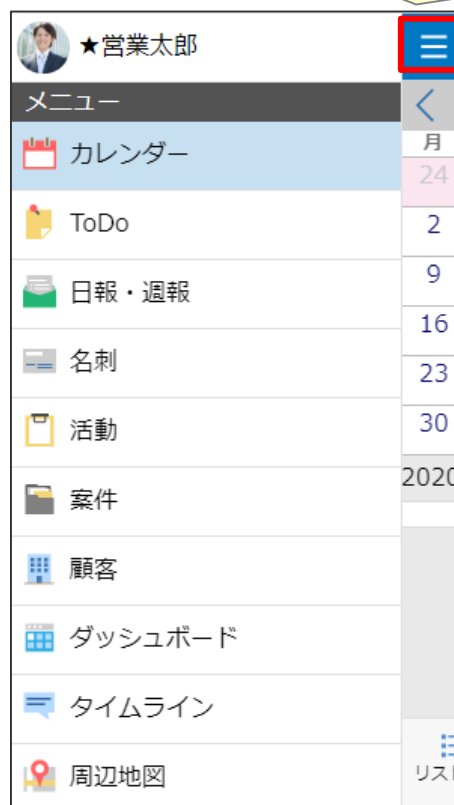 ★営業太郎
メニュー
カレンダー
ToDo
日報・週報
名刺
活動
案件
顧客
ダッシュボード
タイムライン
周辺地図
月
24
2
9
16
23
30
2020
リスト